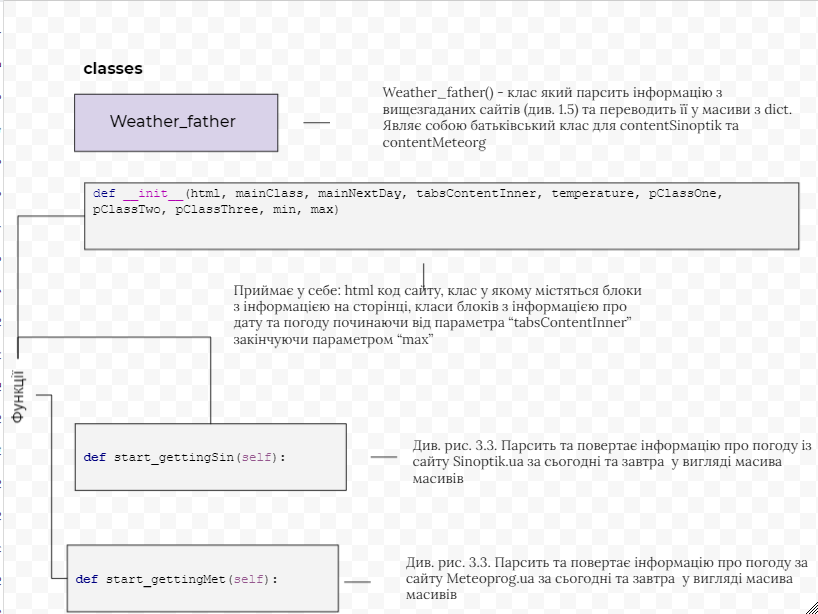 classes
Weather_father
Weather_father() - клас який парсить інформацію з
вищезгаданих сайтів (див. 1.5) та переводить її у масиви з dict.
Являє собою батьківський клас для contentSinoptik та
contentMeteorg
def __init__(html, mainClass, mainNextDay, tabsContentInner, temperature, pClassOne,
pClassTwo, pClassThree, min, max)
Приймає у себе: html код сайту, клас у якому містяться блоки
з інформацією на сторінці, класи блоків з інформацією про
дату та погоду починаючи від параметра “tabsContentInner”
закінчуючи параметром “max”
Функції
def start_gettingSin(self):
Див. рис. 3.3. Парсить та повертає інформацію про погоду із
сайту Sinoptik.ua за сьогодні та завтра у вигляді масива
масивів
def start_gettingMet(self):
Див. рис. 3.3. Парсить та повертає інформацію про погоду за
сайту Meteoprog.ua за сьогодні та завтра у вигляді масива
масивів